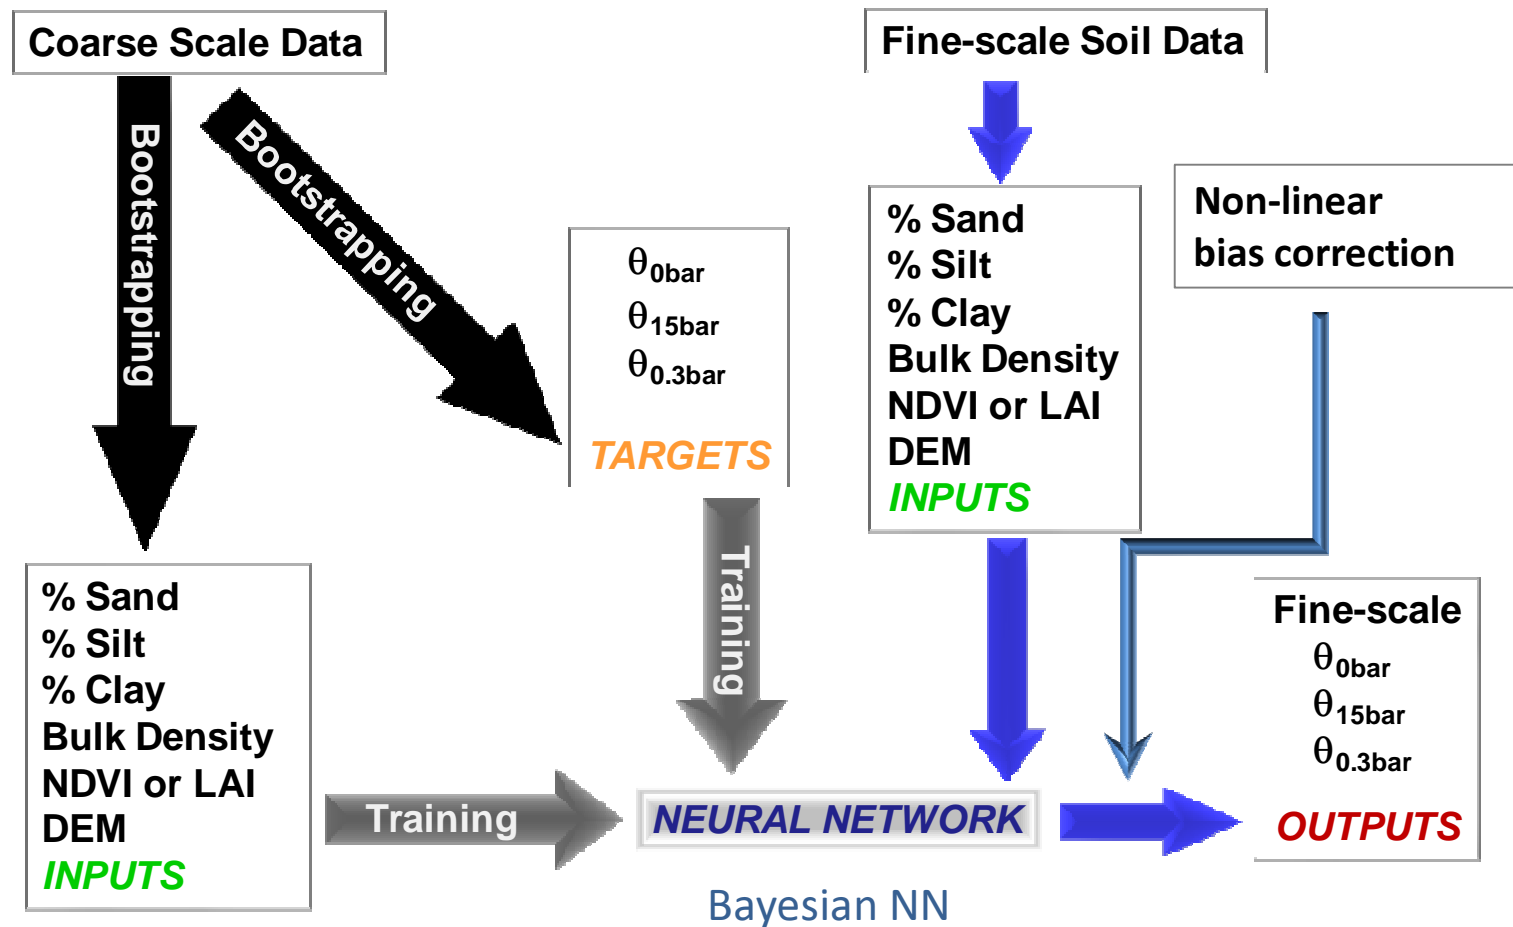 Coarse Scale Data
Bootstrapping
Bootstrapping
θ0bar
θ15bar
θ0.3bar
TARGETS
Training
% Sand
% Silt
% Clay
Bulk Density
NDVI or LAI
DEM
INPUTS
Training
NEURAL NETWORK
Bayesian NN
Fine-scale Soil Data
% Sand
% Silt
% Clay
Bulk Density
NDVI or LAI
DEM
INPUTS
Non-linear
bias correction
Fine-scale
θ0bar
θ15bar
θ0.3bar
OUTPUTS